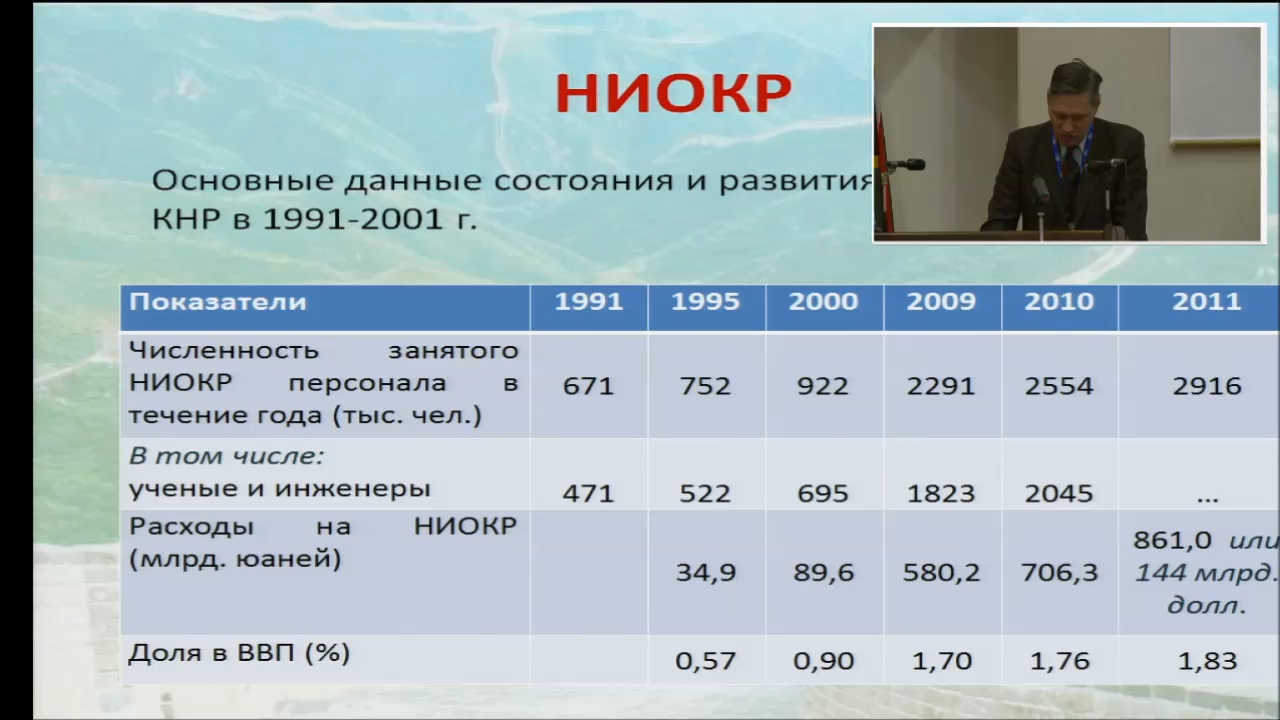 НИОКР
Основные данные состояния и развития
КНР в 1991-2001 г.
Показатели 1991 1995 2000 2009 2010 2011
Численность занятого
НИОКР персонала в
течение года (тыс. чел.) 671 752 922 2291 2554 2916
В том числе:
ученые и инженеры 471 522 695 1823 2045 ...
Расходы на НИОКР
(млрд. юаней) 34,9 89,6 580,2 706,3 861,0 или
144 млрд.
долл.
Доля в ВВП (%) 0,57 0,90 1,70 1,76 1,83